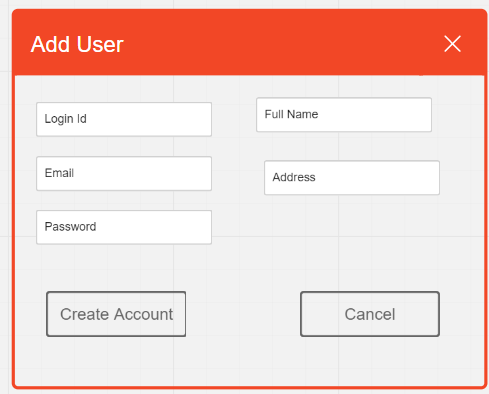 Add User
Login Id
Full Name
Email
Address
Password
Create Account
Cancel